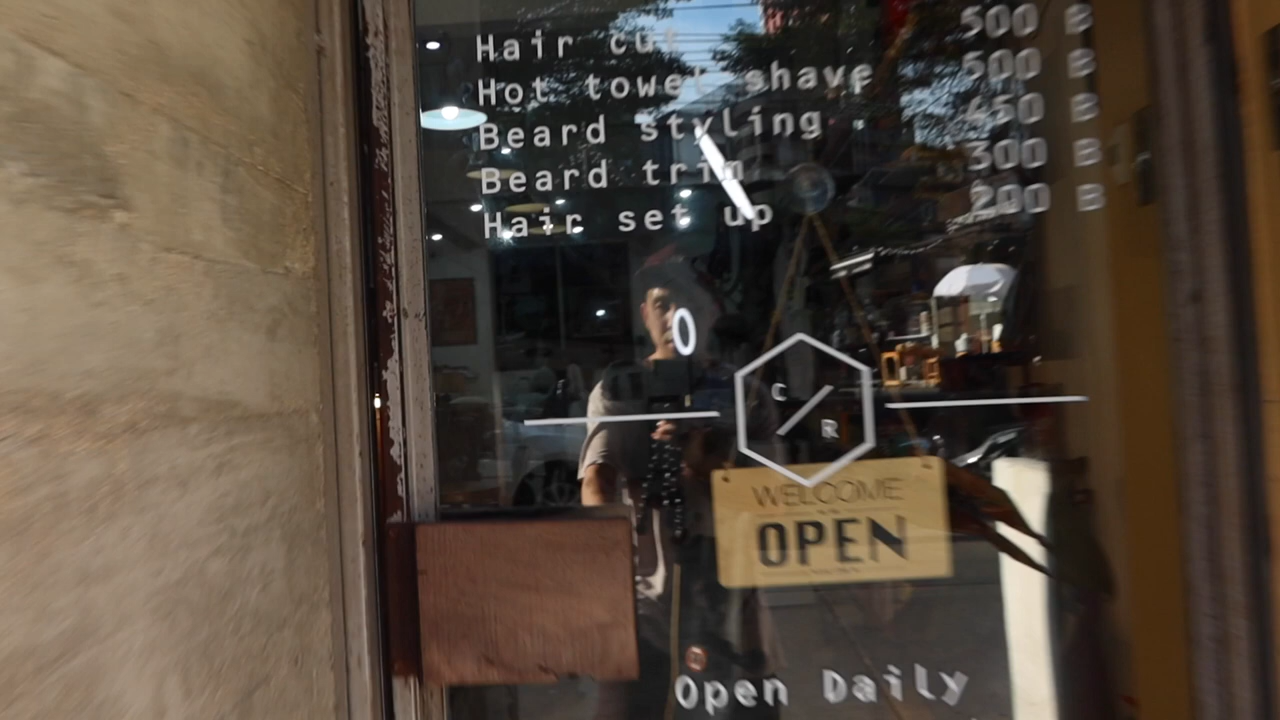 Hair cut 500 B
Hot towel shave 500 B
Beard styling 450 B
Beard trim 300 B
Hair set up 200 B
C R
WELCOME
OPEN
Open Daily